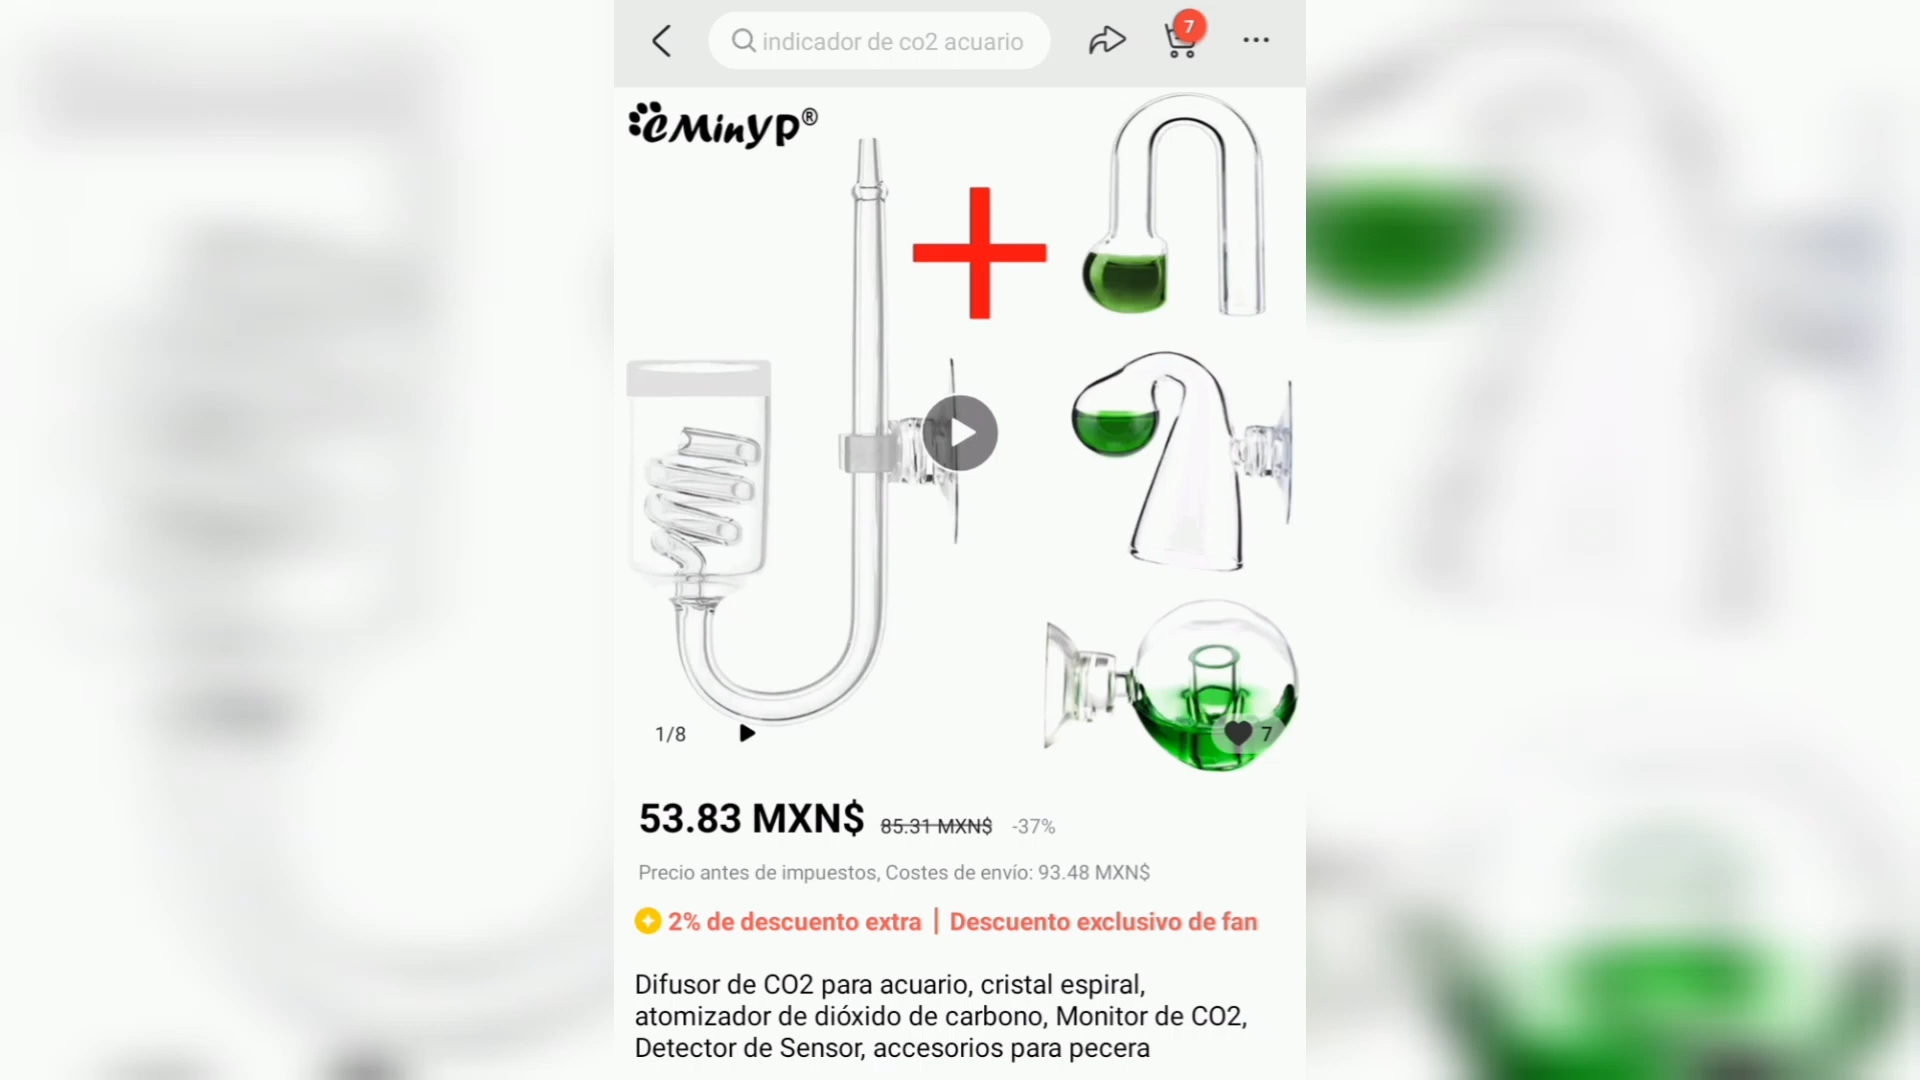 indicador de co2 acuario
7
eMinYP®
1/8
7
53.83 MXN$ 85.31 MXN$ -37%
Precio antes de impuestos, Costes de envío: 93.48 MXN$
2% de descuento extra | Descuento exclusivo de fan
Difusor de CO2 para acuario, cristal espiral,
atomizador de dióxido de carbono, Monitor de CO2,
Detector de Sensor, accesorios para pecera